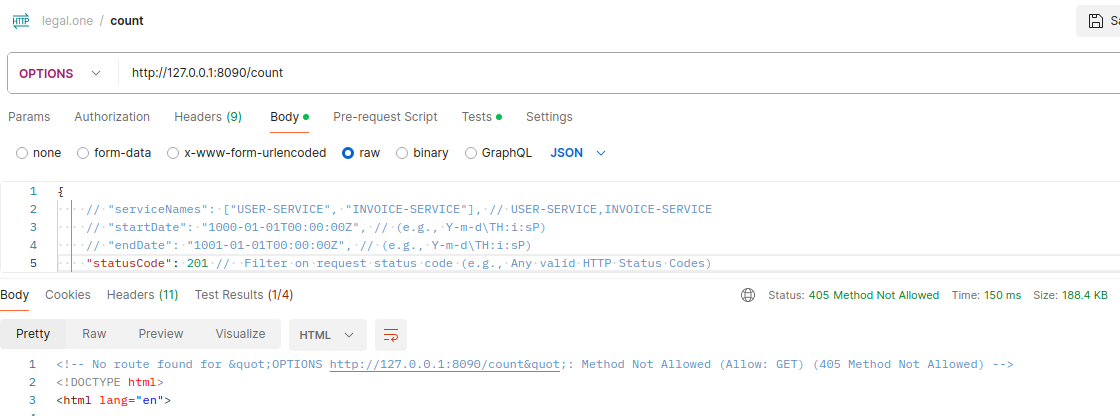 HTTP legal.one / count
Sa
OPTIONS http://127.0.0.1:8090/count
Params Authorization Headers (9) Body Pre-request Script Tests Settings
none form-data x-www-form-urlencoded raw binary GraphQL JSON
1 {
2 // "serviceNames": ["USER-SERVICE", "INVOICE-SERVICE"], // USER-SERVICE,INVOICE-SERVICE
3 // "startDate": "1000-01-01T00:00:00Z", // (e.g., Y-m-d\TH:i:sP)
4 // "endDate": "1001-01-01T00:00:00Z", // (e.g., Y-m-d\TH:i:sP)
5 "statusCode": 201 // Filter on request status code (e.g., Any valid HTTP Status Codes)
Body Cookies Headers (11) Test Results (1/4) Status: 405 Method Not Allowed Time: 150 ms Size: 188.4 KB
Pretty Raw Preview Visualize HTML
1 <!-- No route found for &quot;OPTIONS http://127.0.0.1:8090/count&quot;: Method Not Allowed (Allow: GET) (405 Method Not Allowed) -->
2 <!DOCTYPE html>
3 <html lang="en">